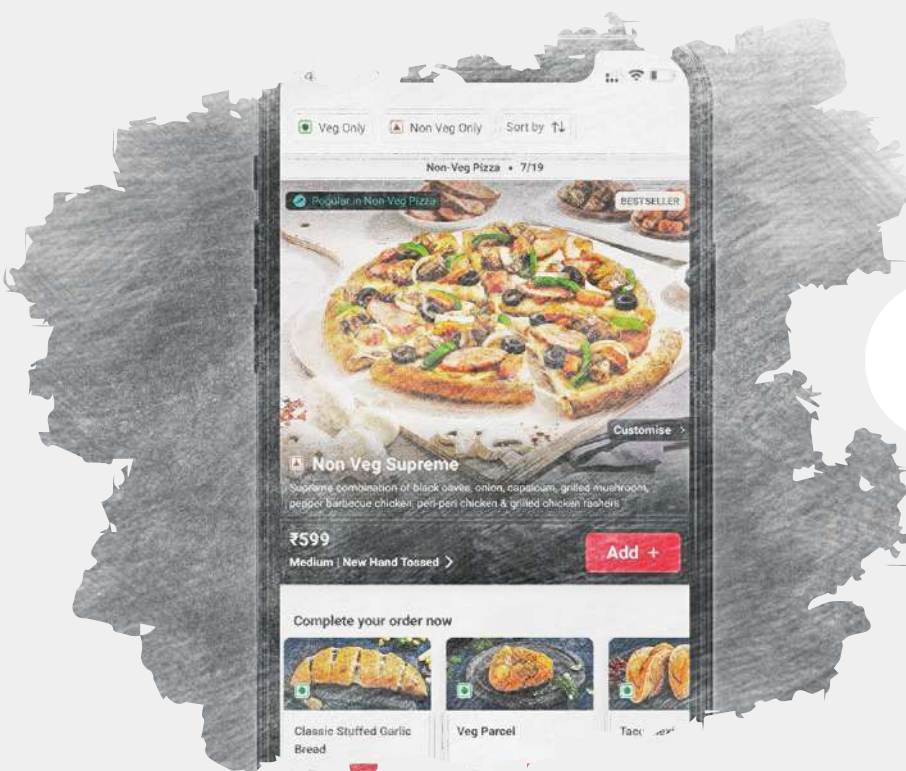 4
Veg Only
Non Veg Only
Sort by
Non-Veg Pizza • 7/19
Popular in Non Veg Pizza
BESTSELLER
Customise >
Non Veg Supreme
Supreme combination of black olives, onion, capsicum, grilled mushroom,
pepper barbecue chicken, peri-peri chicken & grilled chicken rashers
₹599
Medium | New Hand Tossed >
Add +
Complete your order now
Classic Stuffed Garlic
Bread
Veg Parcel